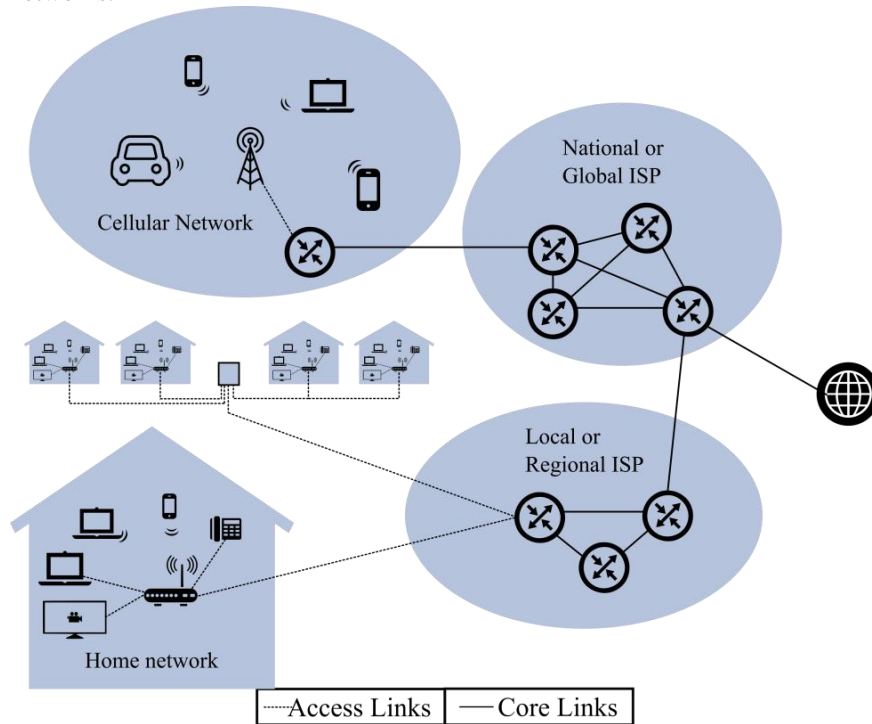 Cellular Network
National or
Global ISP
Local or
Regional ISP
Home network
Access Links
Core Links